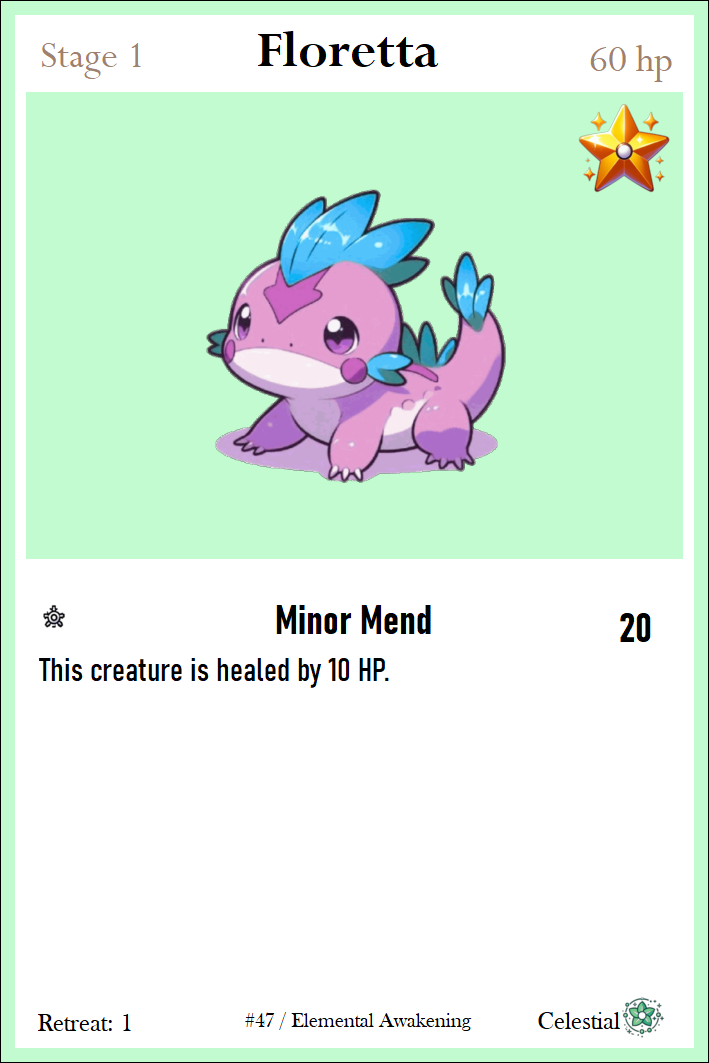 Stage 1
Floretta
60 hp
Minor Mend
20
This creature is healed by 10 HP.
Retreat: 1
#47 / Elemental Awakening
Celestial